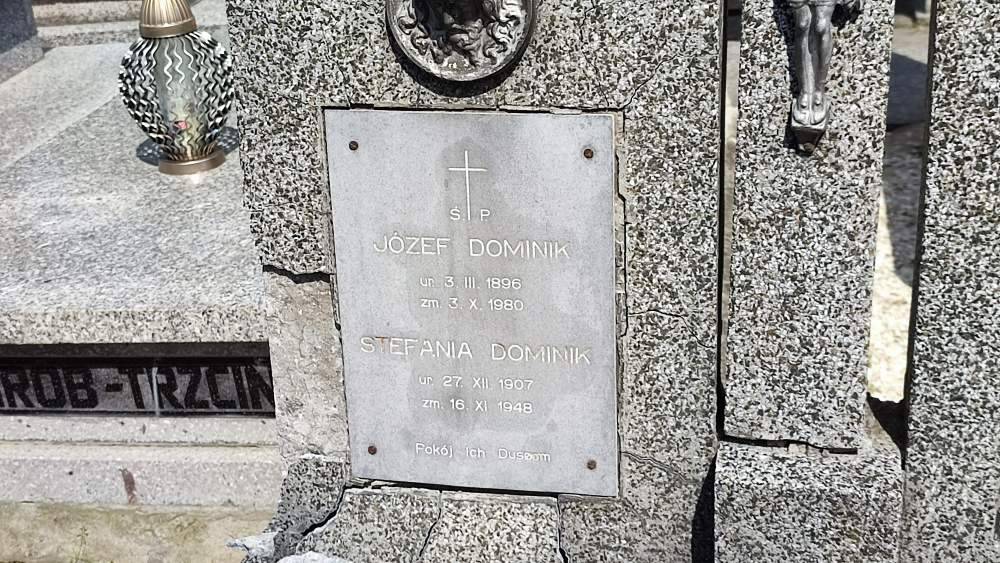 Ś. P
JÓZEF DOMINIK
ur. 3. III. 1896
zm. 3. X. 1980
STEFANIA DOMINIK
ur. 27. XII. 1907
zm. 16. XI 1948
Pokój Ich Duszom
ROB-TRZCIN